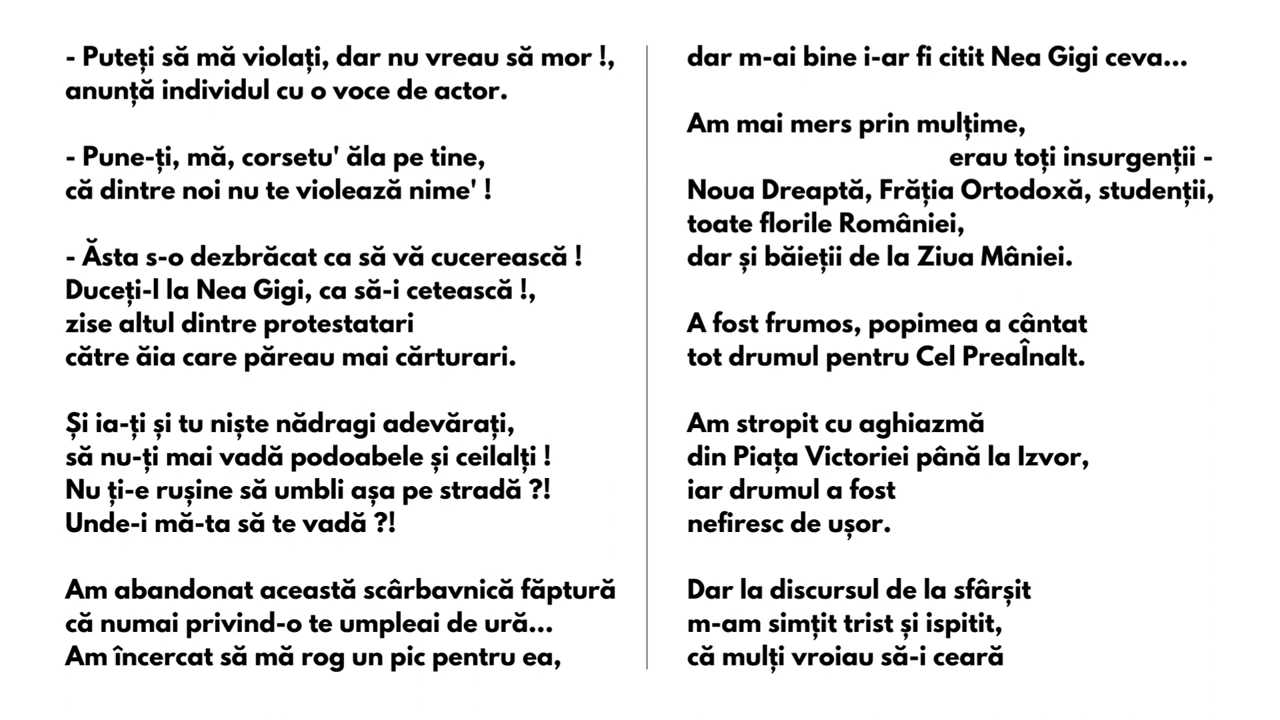 - Puteți să mă violați, dar nu vreau să mor !,
anunță individul cu o voce de actor.
- Pune-ți, mă, corsetu' ăla pe tine,
că dintre noi nu te violează nime' !
- Ăsta s-o dezbrăcat ca să vă cucerească !
Duceți-l la Nea Gigi, ca să-i cetească !,
zise altul dintre protestatari
către ăia care păreau mai cărturari.
Și ia-ți și tu niște nădragi adevărați,
să nu-ți mai vadă podoabele și ceilalți !
Nu ți-e rușine să umbli așa pe stradă ?!
Unde-i mă-ta să te vadă ?!
Am abandonat această scârbavnică făptură
că numai privind-o te umpleai de ură...
Am încercat să mă rog un pic pentru ea,
dar m-ai bine i-ar fi citit Nea Gigi ceva...
Am mai mers prin mulțime,
erau toți insurgenții -
Noua Dreaptă, Frăția Ortodoxă, studenții,
toate florile României,
dar și băieții de la Ziua Mâniei.
A fost frumos, popimea a cântat
tot drumul pentru Cel PreaÎnalt.
Am stropit cu aghiazmă
din Piața Victoriei până la Izvor,
iar drumul a fost
nefiresc de ușor.
Dar la discursul de la sfârșit
m-am simțit trist și ispitit,
că mulți vroiau să-i ceară